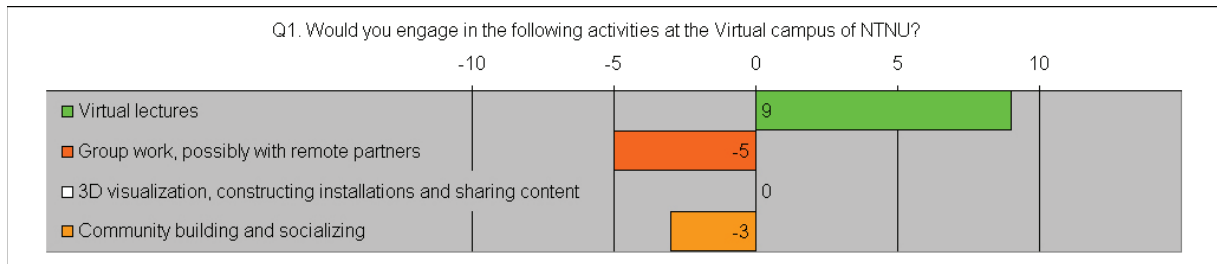 Q1. Would you engage in the following activities at the Virtual campus of NTNU?
-10 -5 0 5 10
Virtual lectures 9
Group work, possibly with remote partners -5
3D visualization, constructing installations and sharing content 0
Community building and socializing -3